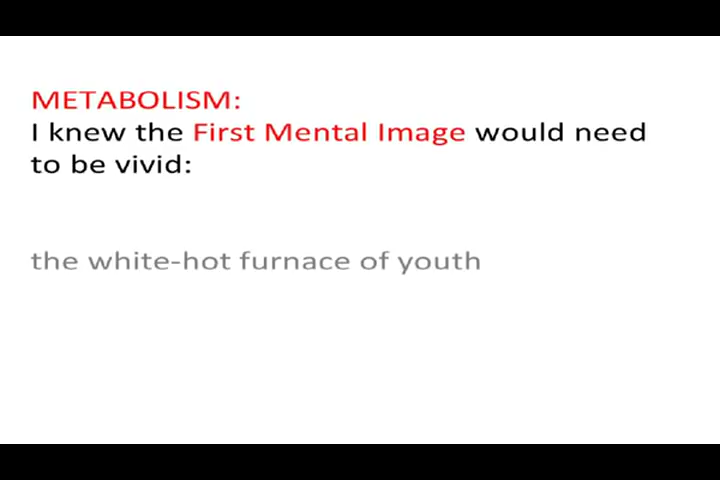 METABOLISM:
I knew the First Mental Image would need
to be vivid:
the white-hot furnace of youth